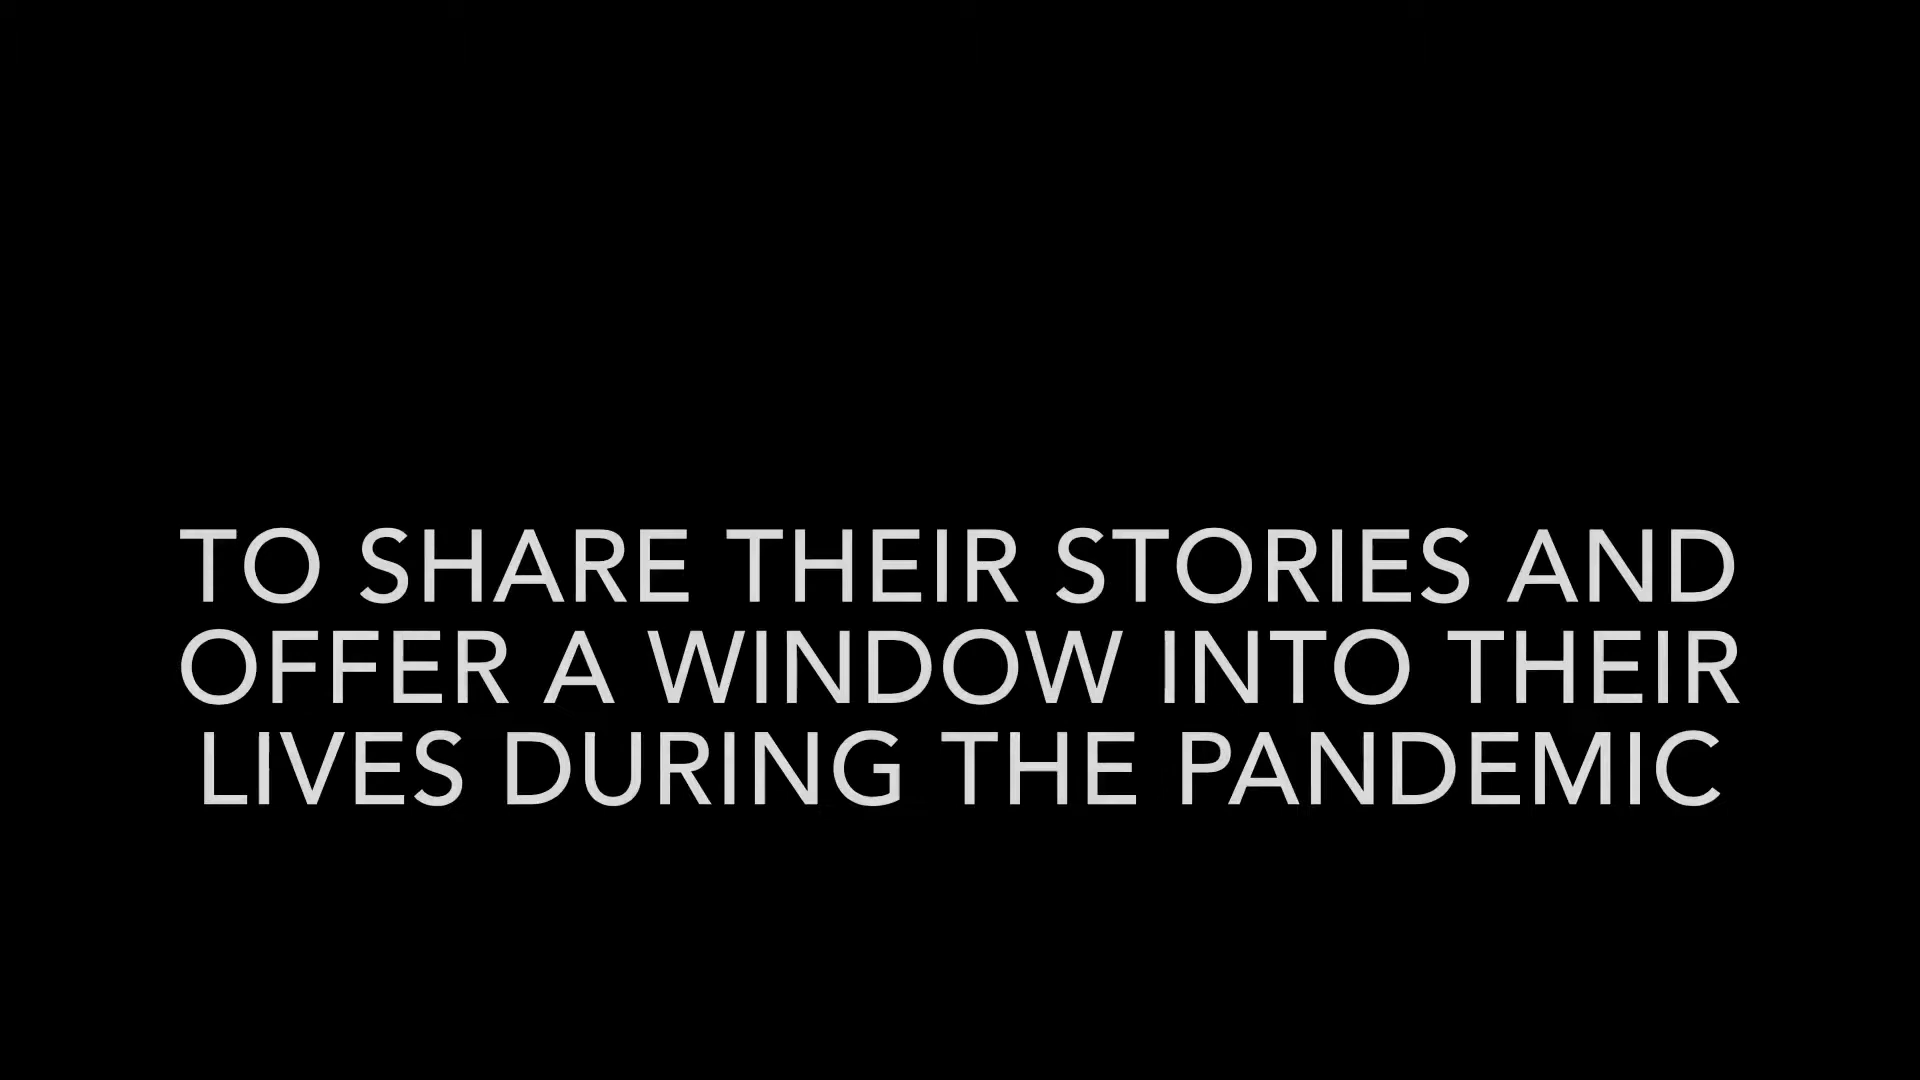 TO SHARE THEIR STORIES AND
OFFER A WINDOW INTO THEIR
LIVES DURING THE PANDEMIC